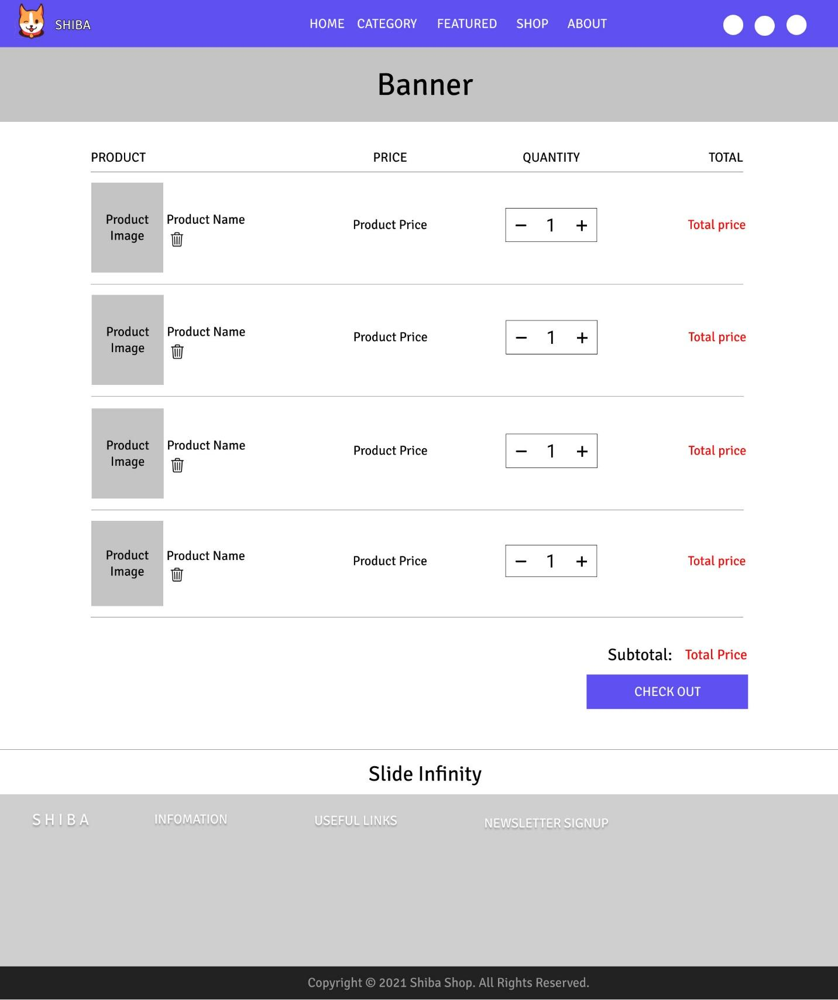 SHIBA
HOME CATEGORY FEATURED SHOP ABOUT
Banner
PRODUCT PRICE QUANTITY TOTAL
Product
Image
Product Name
Product Price
− 1 +
Total price
Product
Image
Product Name
Product Price
− 1 +
Total price
Product
Image
Product Name
Product Price
− 1 +
Total price
Product
Image
Product Name
Product Price
− 1 +
Total price
Subtotal: Total Price
CHECK OUT
Slide Infinity
SHIBA
INFOMATION
USEFUL LINKS
NEWSLETTER SIGNUP
Copyright © 2021 Shiba Shop. All Rights Reserved.